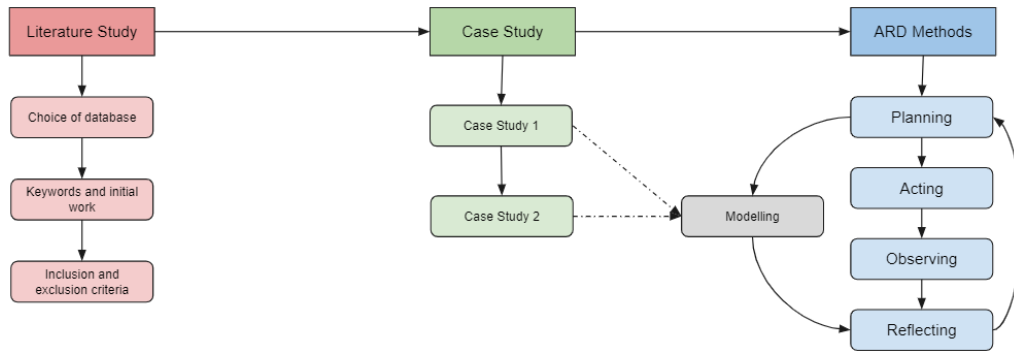 Literature Study
Case Study
ARD Methods
Choice of database
Keywords and initial
work
Inclusion and
exclusion criteria
Case Study 1
Case Study 2
Modelling
Planning
Acting
Observing
Reflecting